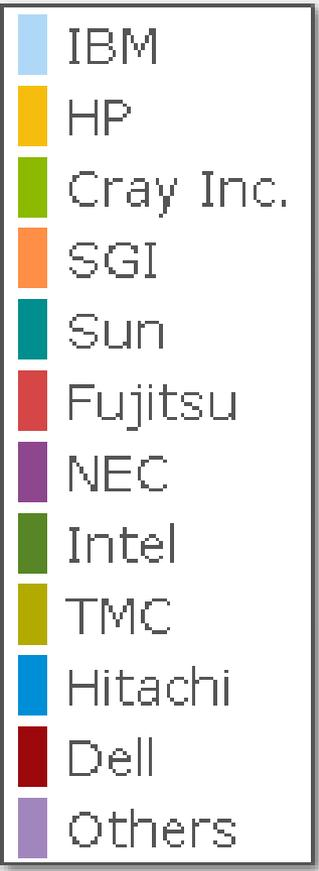 IBM
HP
Cray Inc.
SGI
Sun
Fujitsu
NEC
Intel
TMC
Hitachi
Dell
Others